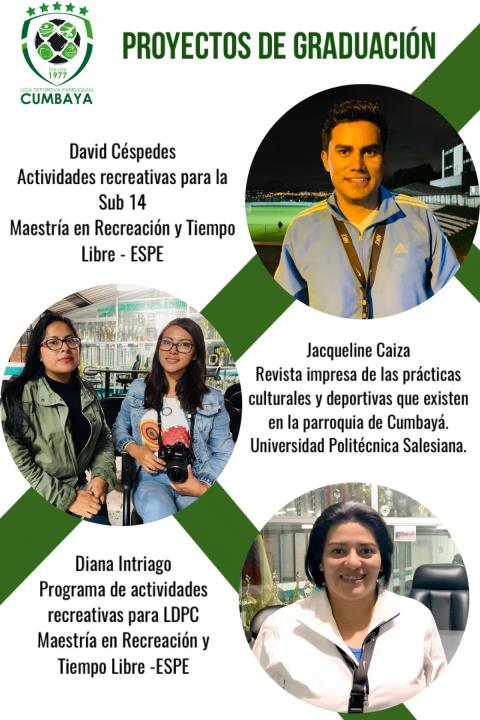 Desde
1977
LIGA DEPORTIVA PARROQUIAL
CUMBAYA
PROYECTOS DE GRADUACIÓN
David Céspedes
Actividades recreativas para la
Sub 14
Maestría en Recreación y Tiempo
Libre - ESPE
Jacqueline Caiza
Revista impresa de las prácticas
culturales y deportivas que existen
en la parroquia de Cumbayá.
Universidad Politécnica Salesiana.
Diana Intriago
Programa de actividades
recreativas para LDPC
Maestría en Recreación y
Tiempo Libre -ESPE